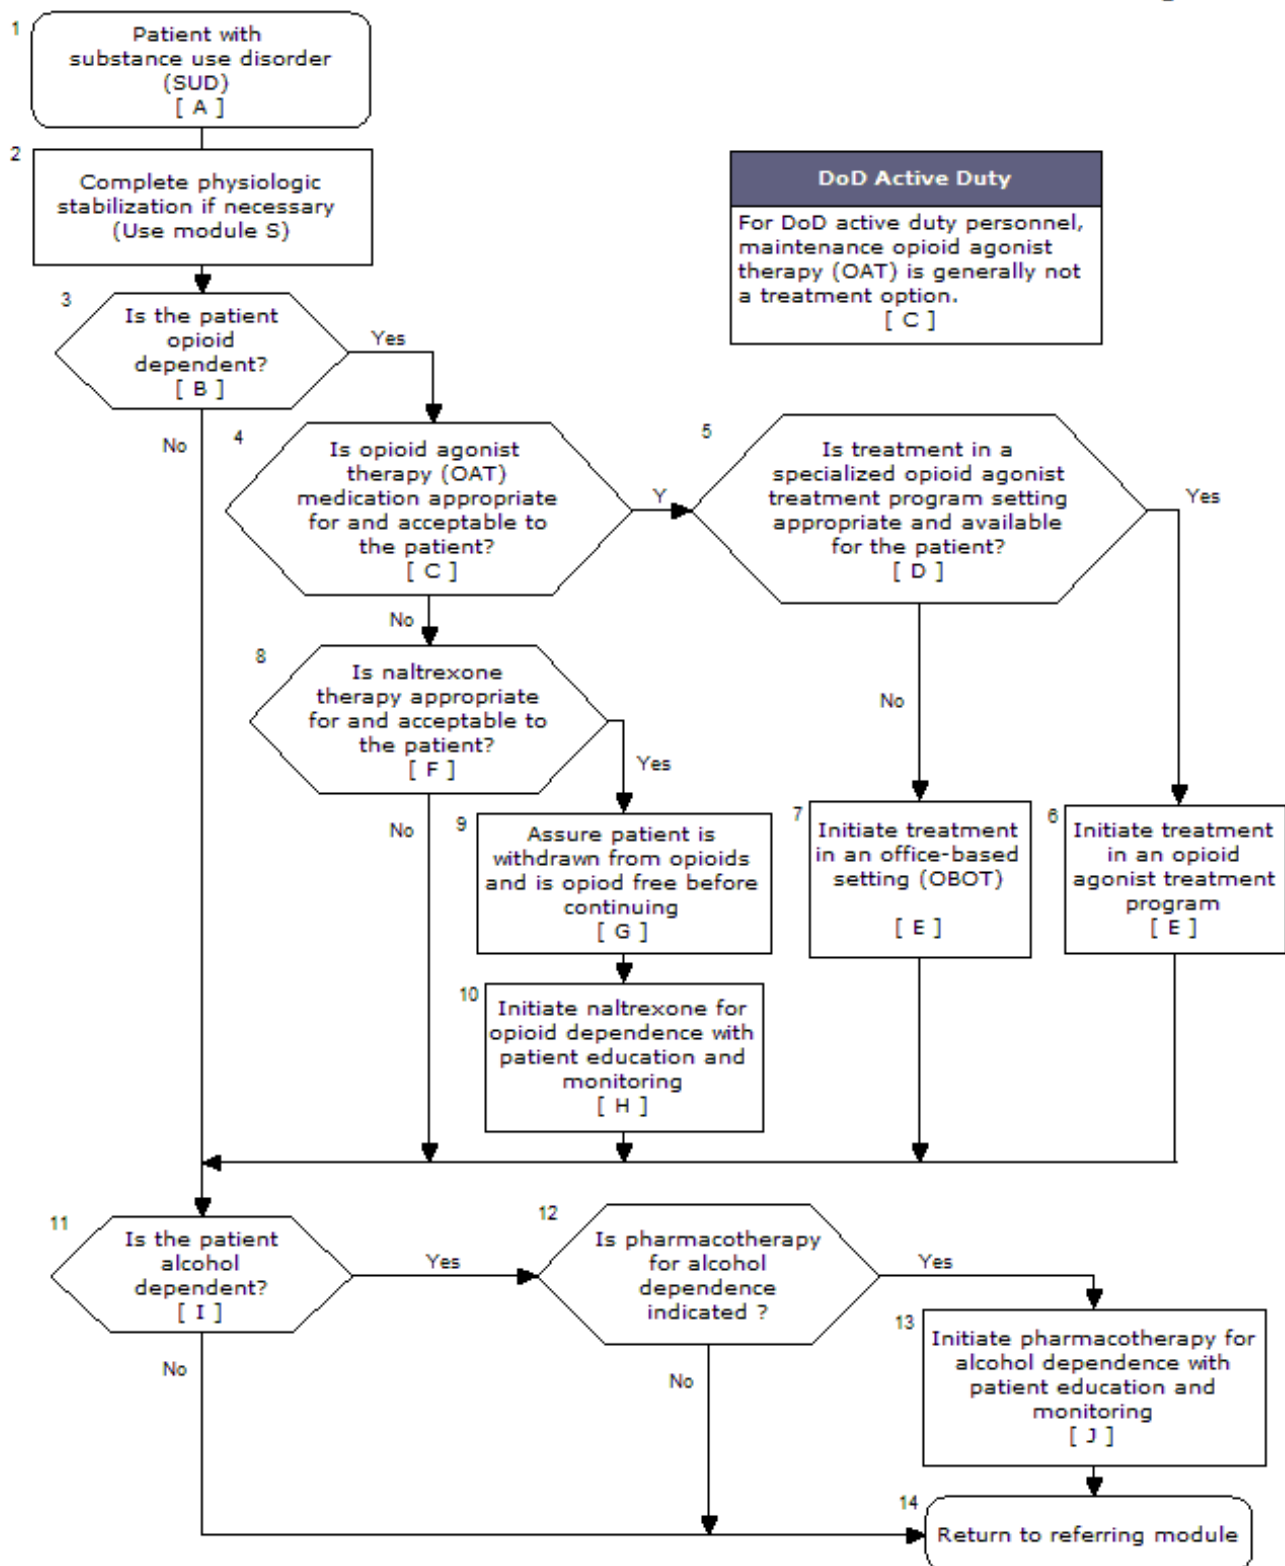 1
Patient with
substance use disorder
(SUD)
[ A ]
2
Complete physiologic
stabilization if necessary
(Use module S)
DoD Active Duty
For DoD active duty personnel,
maintenance opioid agonist
therapy (OAT) is generally not
a treatment option.
[ C ]
3
Is the patient
opioid
dependent?
[ B ]
Yes
No
4
Is opioid agonist
therapy (OAT)
medication appropriate
for and acceptable to
the patient?
[ C ]
Y
No
5
Is treatment in a
specialized opioid agonist
treatment program setting
appropriate and available
for the patient?
[ D ]
Yes
No
8
Is naltrexone
therapy appropriate
for and acceptable to
the patient?
[ F ]
Yes
No
9
Assure patient is
withdrawn from opioids
and is opiod free before
continuing
[ G ]
7
Initiate treatment
in an office-based
setting (OBOT)
[ E ]
6
Initiate treatment
in an opioid
agonist treatment
program
[ E ]
10
Initiate naltrexone for
opioid dependence with
patient education and
monitoring
[ H ]
11
Is the patient
alcohol
dependent?
[ I ]
Yes
No
12
Is pharmacotherapy
for alcohol
dependence
indicated ?
Yes
No
13
Initiate pharmacotherapy for
alcohol dependence with
patient education and
monitoring
[ J ]
14
Return to referring module